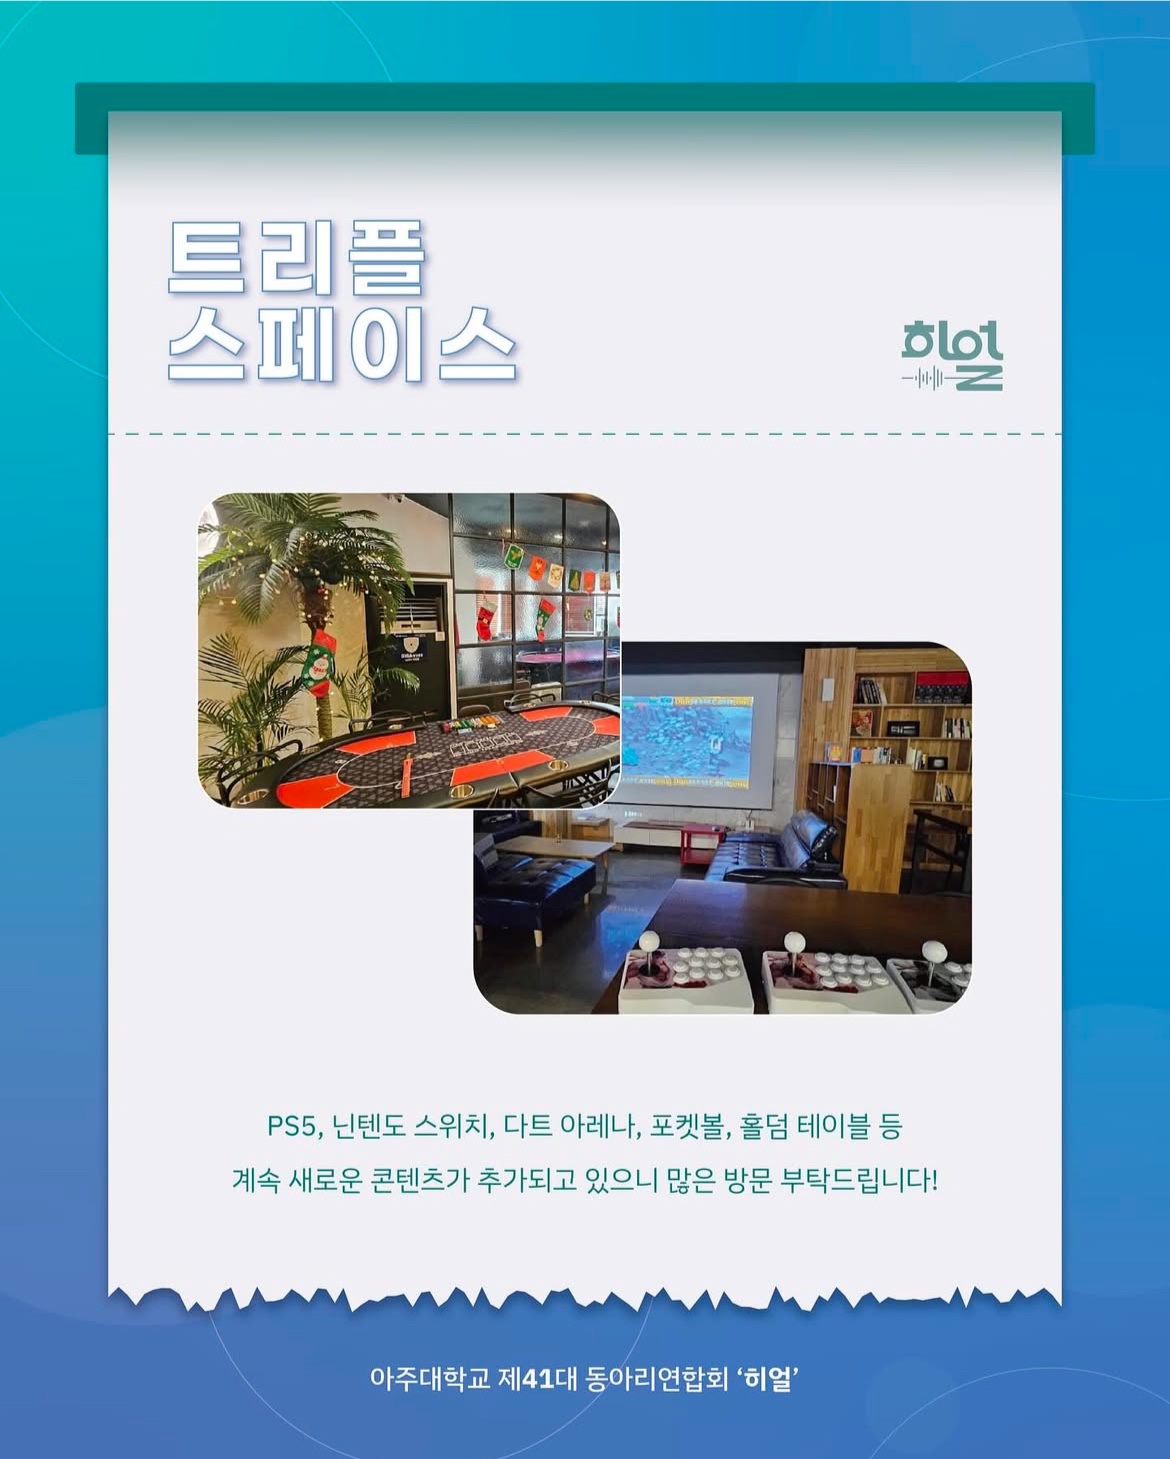 트리플
스페이스
히얼
PS5, 닌텐도 스위치, 다트 아레나, 포켓볼, 홀덤 테이블 등
계속 새로운 콘텐츠가 추가되고 있으니 많은 방문 부탁드립니다!
아주대학교 제41대 동아리연합회 ‘히얼’